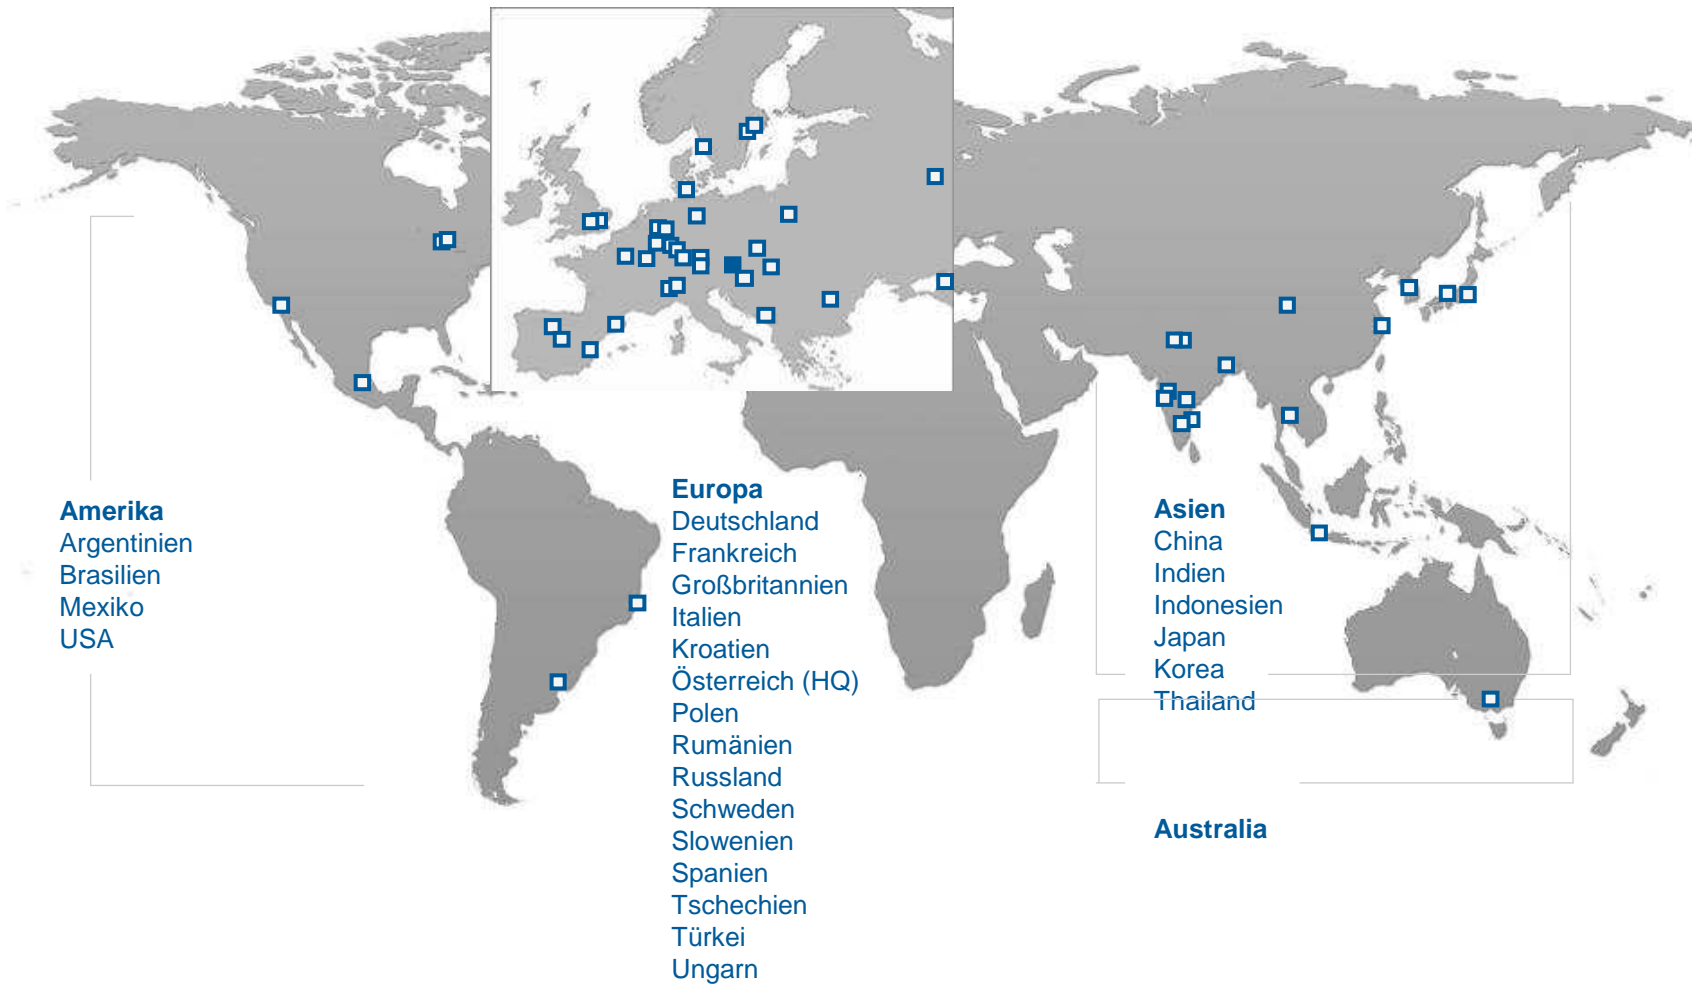 Amerika
Argentinien
Brasilien
Mexiko
USA
Europa
Deutschland
Frankreich
Großbritannien
Italien
Kroatien
Österreich (HQ)
Polen
Rumänien
Russland
Schweden
Slowenien
Spanien
Tschechien
Türkei
Ungarn
Asien
China
Indien
Indonesien
Japan
Korea
Thailand
Australia